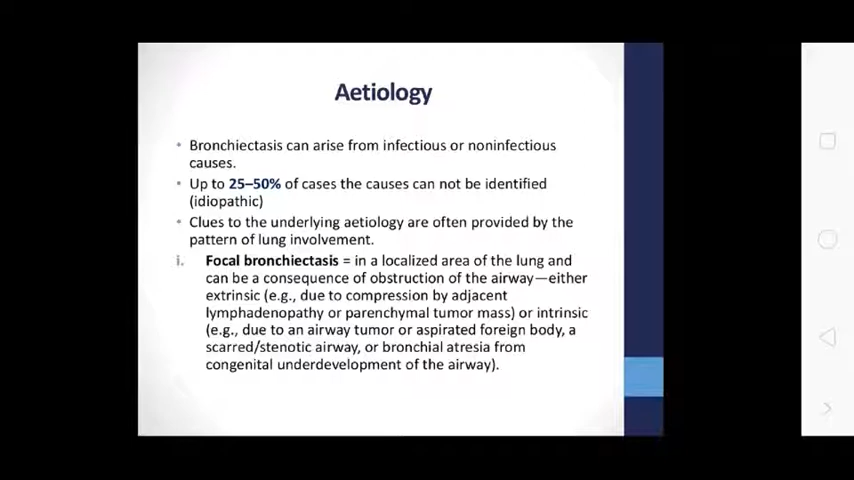 Aetiology
• Bronchiectasis can arise from infectious or noninfectious
causes.
• Up to 25–50% of cases the causes can not be identified
(idiopathic)
• Clues to the underlying aetiology are often provided by the
pattern of lung involvement.
i. Focal bronchiectasis = in a localized area of the lung and
can be a consequence of obstruction of the airway—either
extrinsic (e.g., due to compression by adjacent
lymphadenopathy or parenchymal tumor mass) or intrinsic
(e.g., due to an airway tumor or aspirated foreign body, a
scarred/stenotic airway, or bronchial atresia from
congenital underdevelopment of the airway).